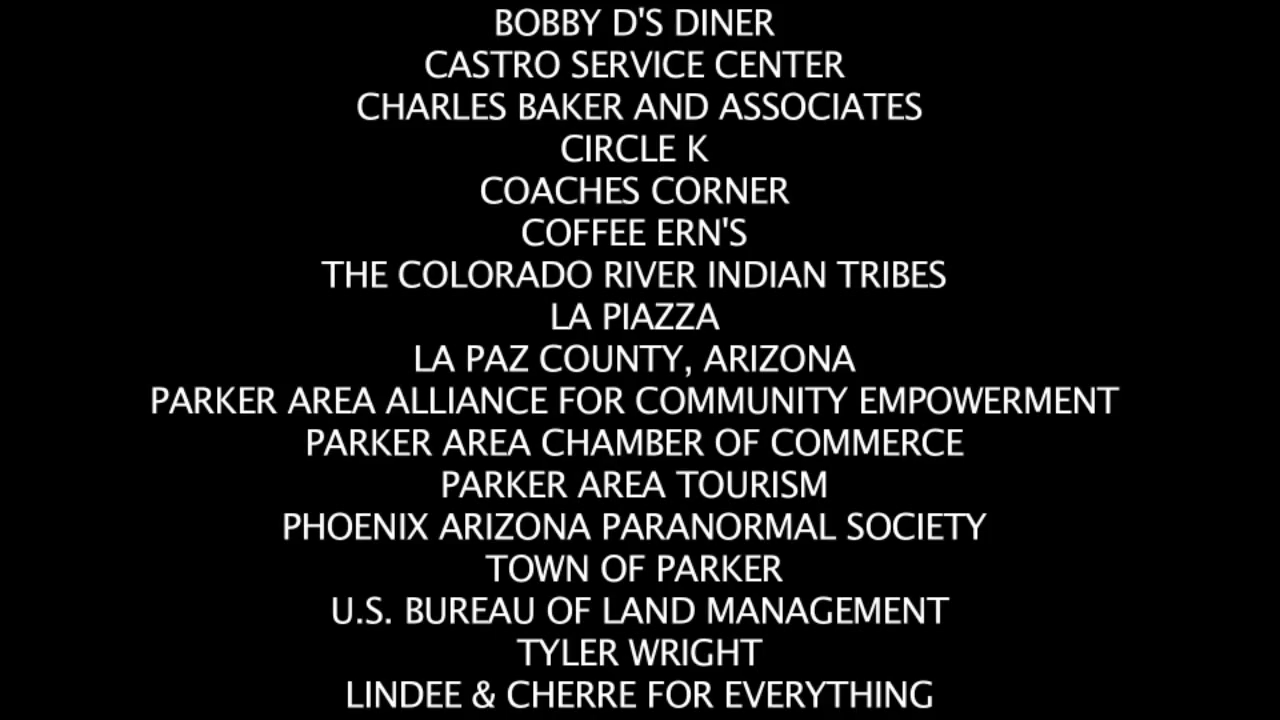 BOBBY D'S DINER
CASTRO SERVICE CENTER
CHARLES BAKER AND ASSOCIATES
CIRCLE K
COACHES CORNER
COFFEE ERN'S
THE COLORADO RIVER INDIAN TRIBES
LA PIAZZA
LA PAZ COUNTY, ARIZONA
PARKER AREA ALLIANCE FOR COMMUNITY EMPOWERMENT
PARKER AREA CHAMBER OF COMMERCE
PARKER AREA TOURISM
PHOENIX ARIZONA PARANORMAL SOCIETY
TOWN OF PARKER
U.S. BUREAU OF LAND MANAGEMENT
TYLER WRIGHT
LINDEE & CHERRE FOR EVERYTHING